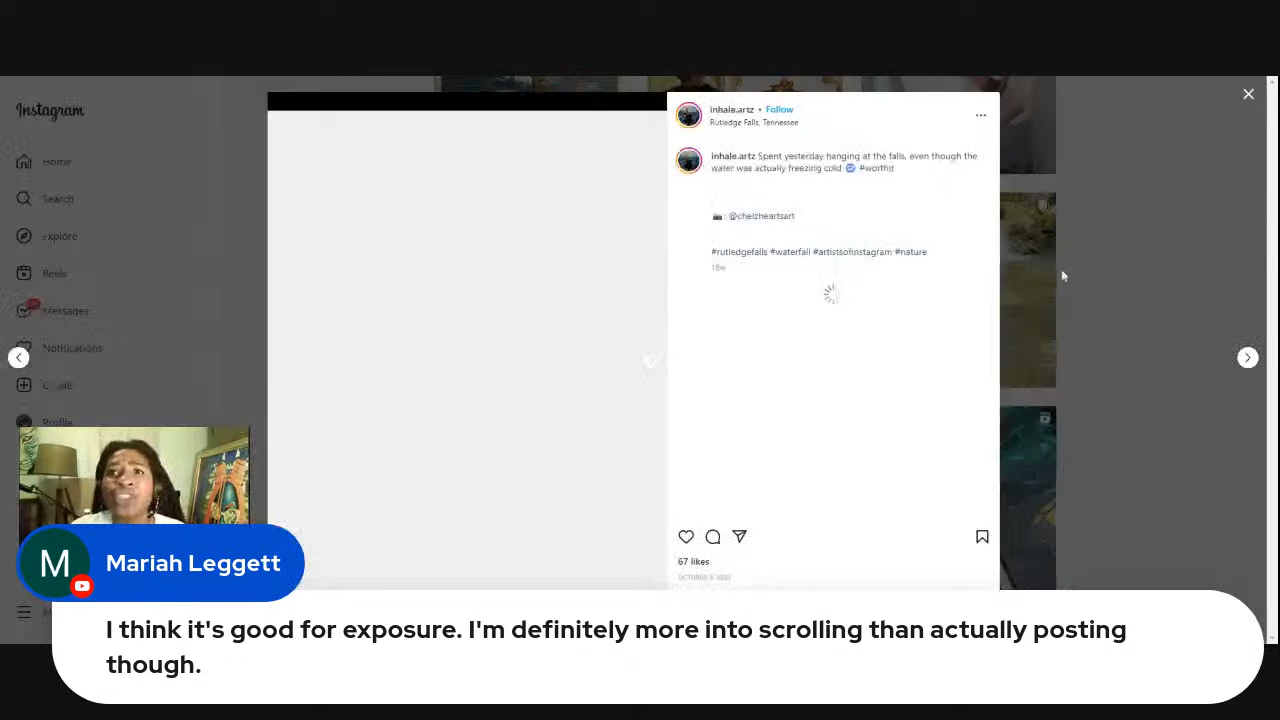 Instagram
inhale.artz • Follow
Rutledge Falls, Tennessee
Home
inhale.artz Spent yesterday hanging at the falls, even though the
water was actually freezing cold 🥶 #worthit
Search
📷 : @chelzheartsart
Explore
#rutledgefalls #waterfall #artistsofinstagram #nature
18w
Reels
Messages
Notifications
Create
Profile
67 likes
M
Mariah Leggett
I think it's good for exposure. I'm definitely more into scrolling than actually posting
though.